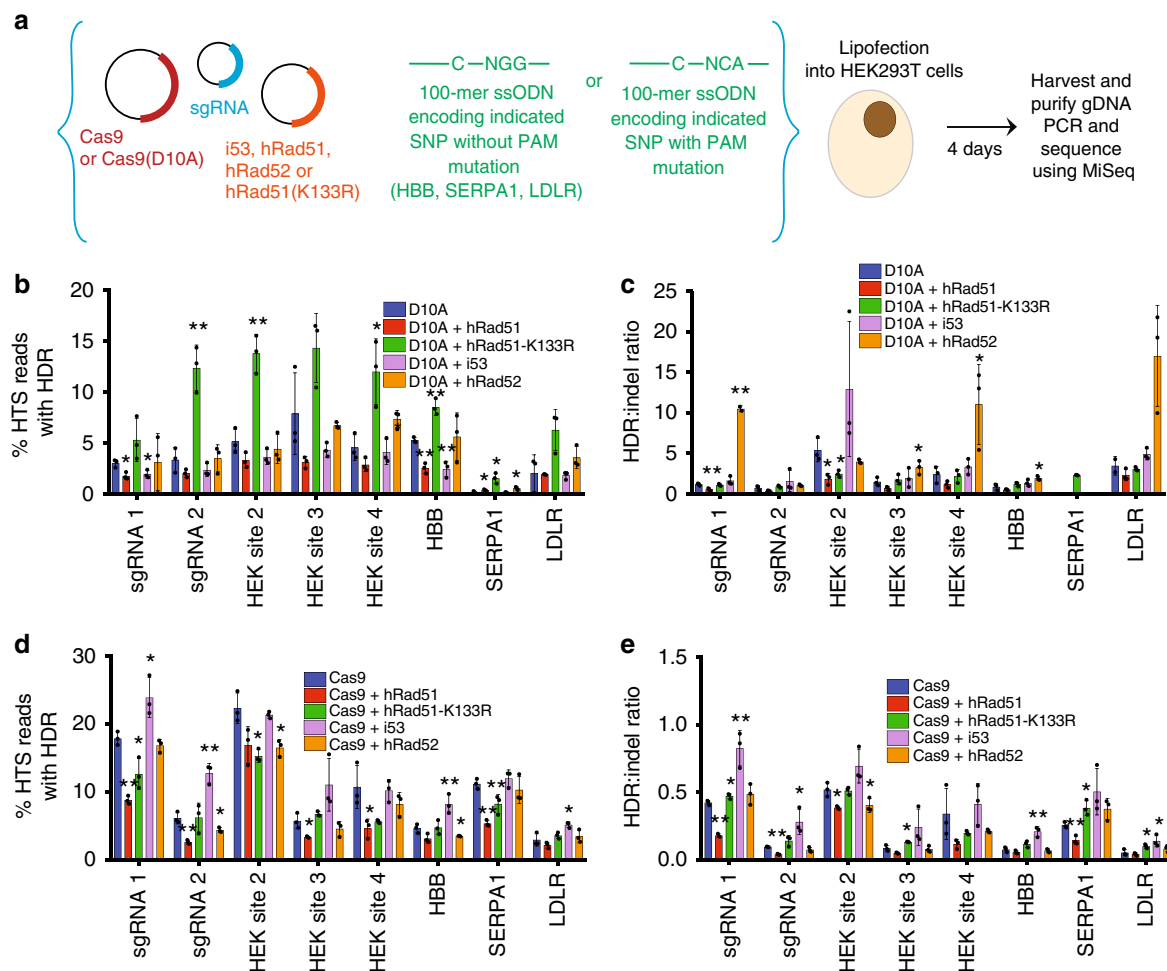 a
Cas9
or Cas9(D10A)
sgRNA
i53, hRad51,
hRad52 or
hRad51(K133R)
C NGG
100-mer ssODN
encoding indicated
SNP without PAM
mutation
(HBB, SERPA1, LDLR)
or
C NCA
100-mer ssODN
encoding indicated
SNP with PAM
mutation
Lipofection
into HEK293T cells
4 days
Harvest and
purify gDNA
PCR and
sequence
using MiSeq
b
% HTS reads
with HDR
20
15
10
5
0
D10A
D10A + hRad51
D10A + hRad51-K133R
D10A + i53
D10A + hRad52
* * ** ** * ** ** ** * * *
sgRNA 1
sgRNA 2
HEK site 2
HEK site 3
HEK site 4
HBB
SERPA1
LDLR
c
HDR:indel ratio
25
20
15
10
5
0
D10A
D10A + hRad51
D10A + hRad51-K133R
D10A + i53
D10A + hRad52
** ** * * * * *
sgRNA 1
sgRNA 2
HEK site 2
HEK site 3
HEK site 4
HBB
SERPA1
LDLR
d
% HTS reads
with HDR
30
20
10
0
Cas9
Cas9 + hRad51
Cas9 + hRad51-K133R
Cas9 + i53
Cas9 + hRad52
** * * ** ** * * * * * ** * ** ** *
sgRNA 1
sgRNA 2
HEK site 2
HEK site 3
HEK site 4
HBB
SERPA1
LDLR
e
HDR:indel ratio
1.5
1.0
0.5
0.0
Cas9
Cas9 + hRad51
Cas9 + hRad51-K133R
Cas9 + i53
Cas9 + hRad52
** * ** ** * * * * ** ** * * *
sgRNA 1
sgRNA 2
HEK site 2
HEK site 3
HEK site 4
HBB
SERPA1
LDLR